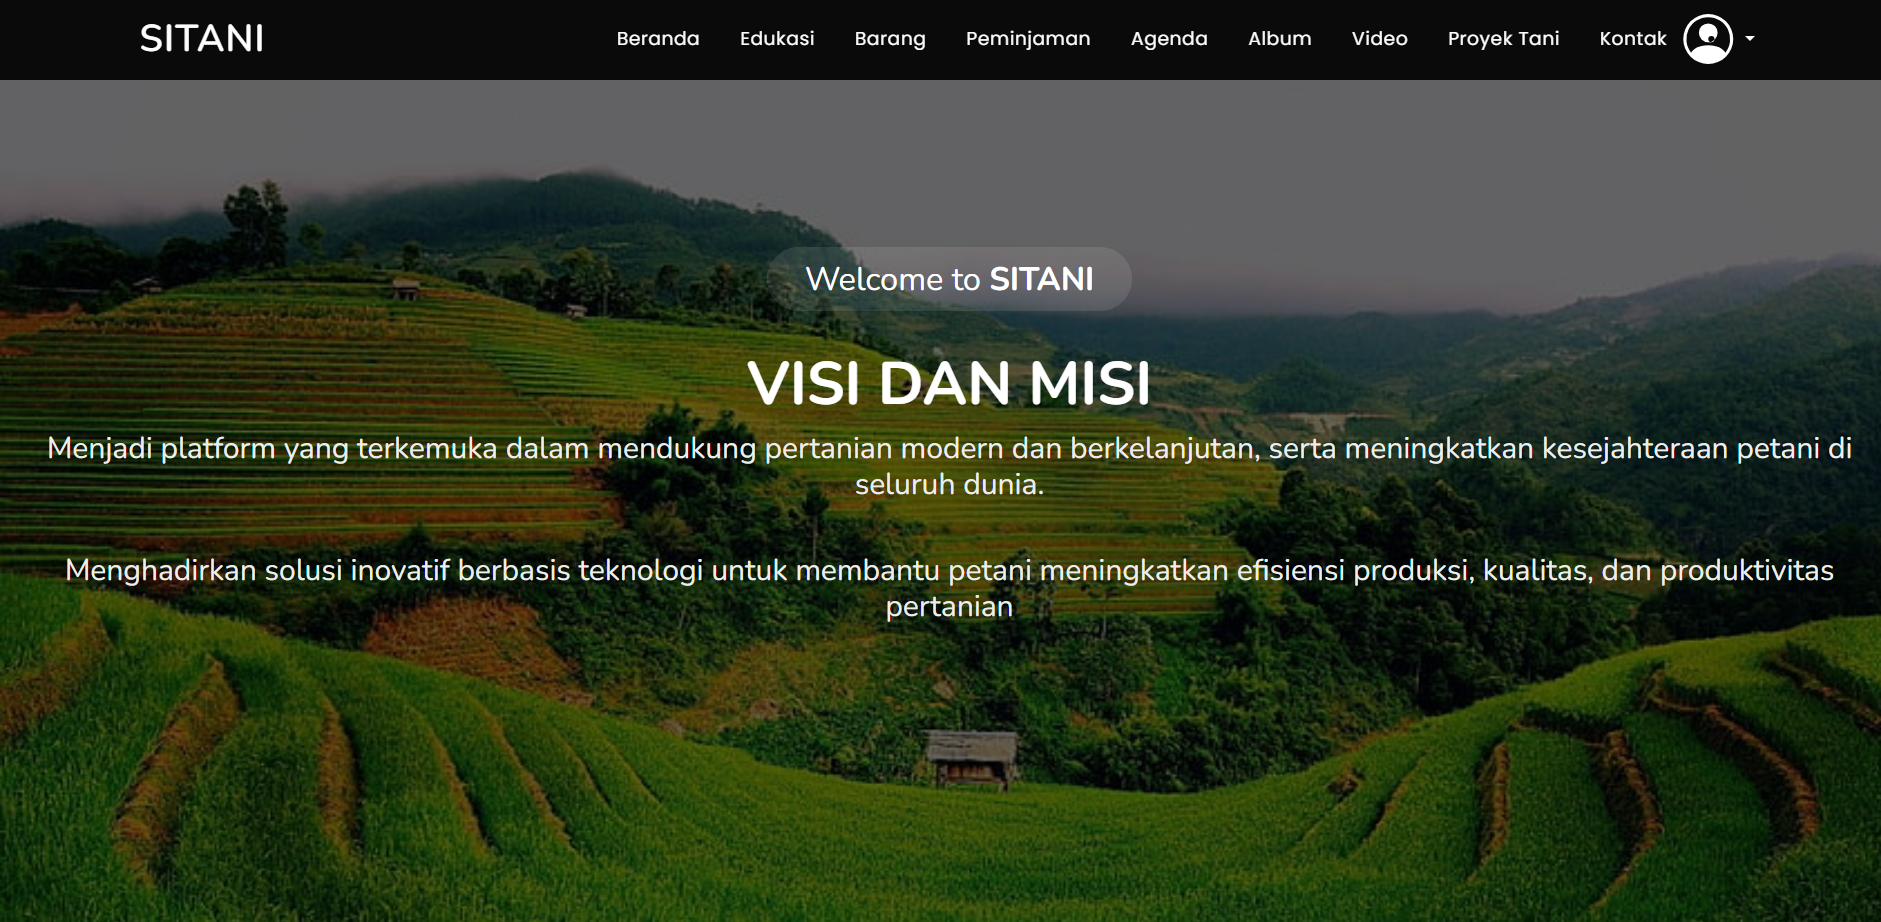 SITANI
Beranda Edukasi Barang Peminjaman Agenda Album Video Proyek Tani Kontak
Welcome to SITANI
VISI DAN MISI
Menjadi platform yang terkemuka dalam mendukung pertanian modern dan berkelanjutan, serta meningkatkan kesejahteraan petani di
seluruh dunia.
Menghadirkan solusi inovatif berbasis teknologi untuk membantu petani meningkatkan efisiensi produksi, kualitas, dan produktivitas
pertanian